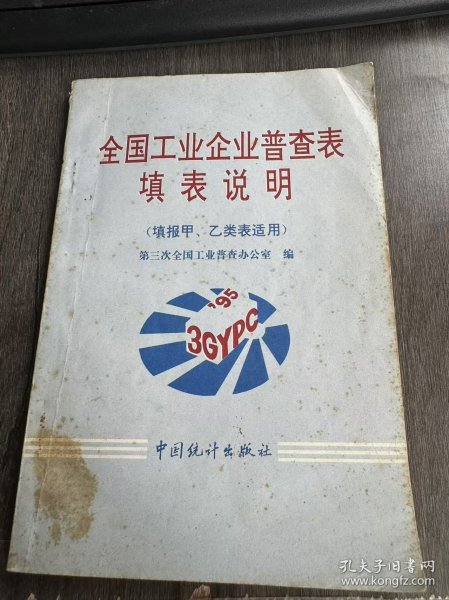 全国工业企业普查表
填表说明
（填报甲、乙类表适用）
第三次全国工业普查办公室 编
'95
3GYPC
中国统计出版社
孔夫子旧书网
www.kongfz.com